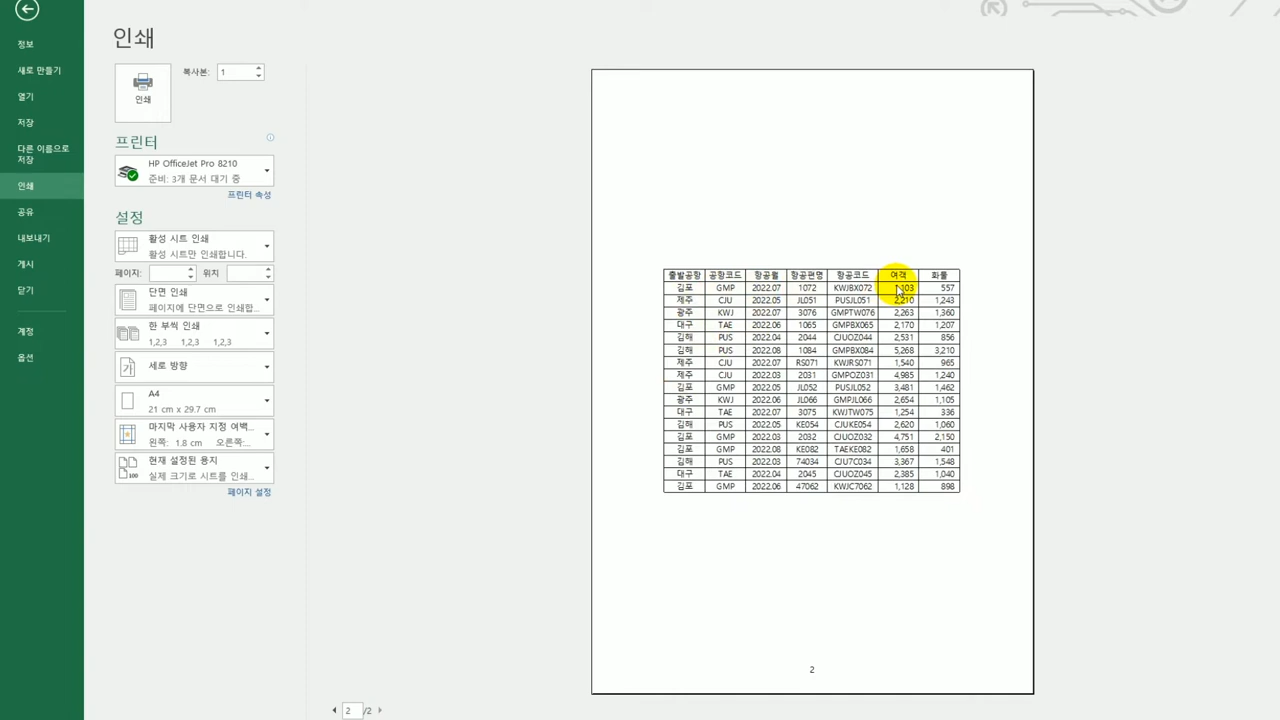 정보
새로 만들기
열기
저장
다른 이름으로
저장
인쇄
공유
내보내기
게시
닫기
계정
옵션
인쇄
인쇄
복사본: 1
프린터
HP OfficeJet Pro 8210
준비: 3개 문서 대기 중
프린터 속성
설정
활성 시트 인쇄
활성 시트만 인쇄합니다.
페이지: 위치
단면 인쇄
페이지에 단면으로 인쇄합...
한 부씩 인쇄
1,2,3 1,2,3 1,2,3
세로 방향
A4
21 cm x 29.7 cm
마지막 사용자 지정 여백...
왼쪽: 1.8 cm 오른쪽:...
현재 설정된 용지
실제 크기로 시트를 인쇄...
100
페이지 설정
출발공항 공항코드 항공월 항공편명 항공코드 여객 화물
김포 GMP 2022.07 1072 KWJBX072 1,103 557
제주 CJU 2022.05 JL051 PUSJL051 2,210 1,243
광주 KWJ 2022.07 3076 GMPTW076 2,263 1,360
대구 TAE 2022.06 1065 GMPBX065 2,170 1,207
김해 PUS 2022.04 2044 CJUOZ044 2,531 856
김해 PUS 2022.08 1084 GMPBX084 5,268 3,210
제주 CJU 2022.07 RS071 KWJRS071 1,540 965
제주 CJU 2022.03 2031 GMPOZ031 4,985 1,240
김포 GMP 2022.05 JL052 PUSJL052 3,481 1,462
광주 KWJ 2022.06 JL066 GMPJL066 2,654 1,105
대구 TAE 2022.07 3075 KWJTW075 1,254 336
김해 PUS 2022.05 KE054 CJUKE054 2,620 1,060
김포 GMP 2022.03 2032 CJUOZ032 4,751 2,150
김포 GMP 2022.08 KE082 TAEKE082 1,658 401
김해 PUS 2022.03 74034 CJU7C034 3,367 1,548
대구 TAE 2022.04 2045 CJUOZ045 2,385 1,040
김포 GMP 2022.06 47062 KWJC7062 1,128 898
2
2 /2